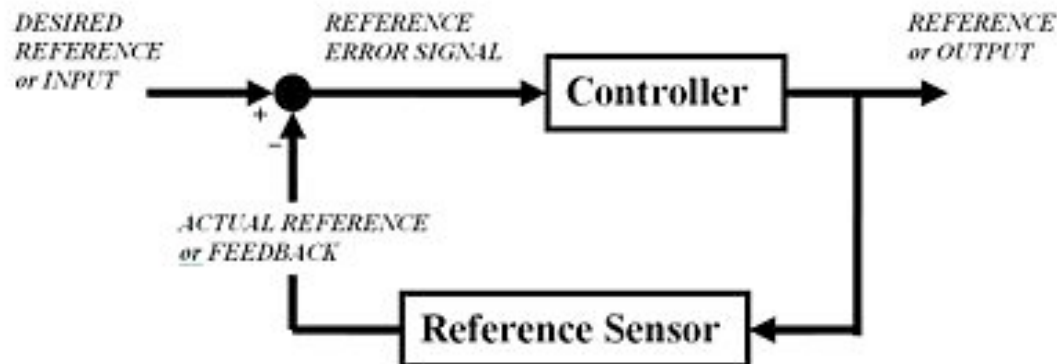 DESIRED
REFERENCE
or INPUT
REFERENCE
ERROR SIGNAL
Controller
REFERENCE
or OUTPUT
+
−
ACTUAL REFERENCE
or FEEDBACK
Reference Sensor